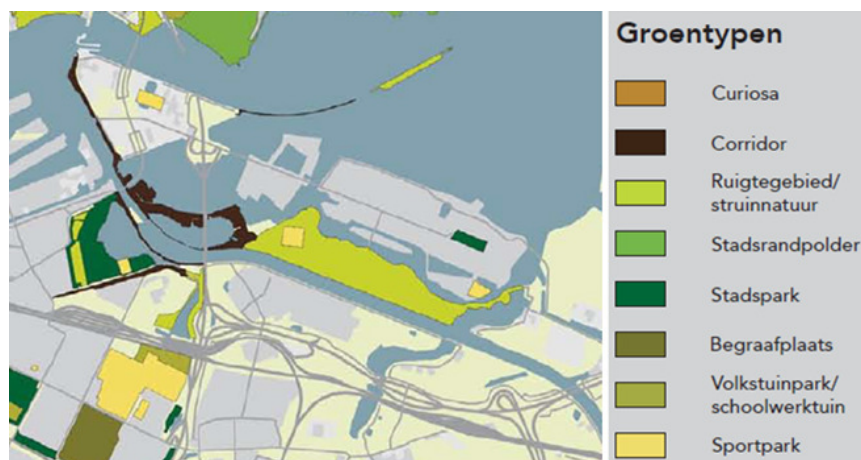 Groentypen
Curiosa
Corridor
Ruigtegebied/
struinnatuur
Stadsrandpolder
Stadspark
Begraafplaats
Volkstuinpark/
schoolwerktuin
Sportpark